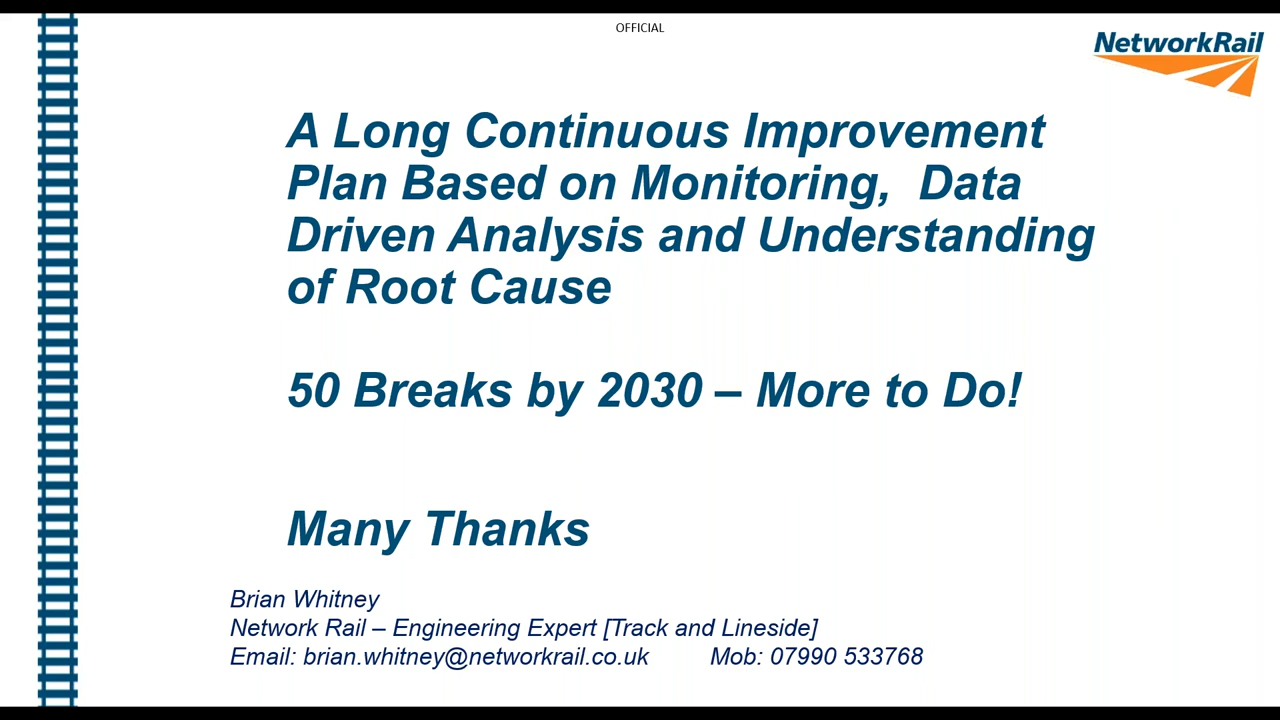 OFFICIAL
NetworkRail
A Long Continuous Improvement
Plan Based on Monitoring,  Data
Driven Analysis and Understanding
of Root Cause
50 Breaks by 2030 – More to Do!
Many Thanks
Brian Whitney
Network Rail – Engineering Expert [Track and Lineside]
Email: brian.whitney@networkrail.co.uk Mob: 07990 533768